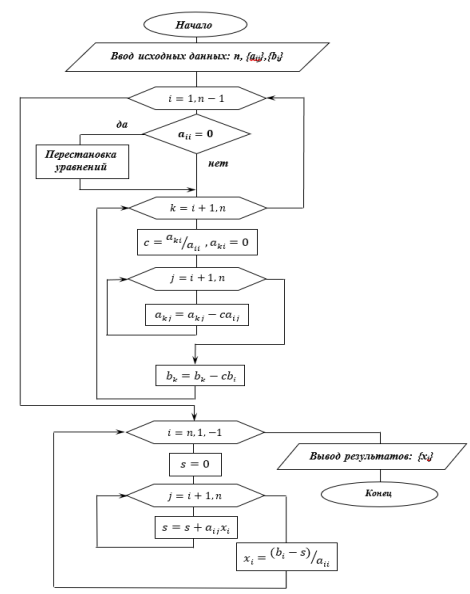 Начало
Ввод исходных данных: n, {aᵢⱼ},{bᵢ}
i = 1, n − 1
да
aᵢᵢ = 0
Перестановка
уравнений
нет
k = i + 1, n
c = aₖᵢ/aᵢᵢ , aₖᵢ = 0
j = i + 1, n
aₖⱼ = aₖⱼ − caᵢⱼ
bₖ = bₖ − cbᵢ
i = n, 1, −1
s = 0
Вывод результатов: {xᵢ}
j = i + 1, n
Конец
s = s + aᵢⱼxᵢ
xᵢ = (bᵢ − s)/aᵢᵢ